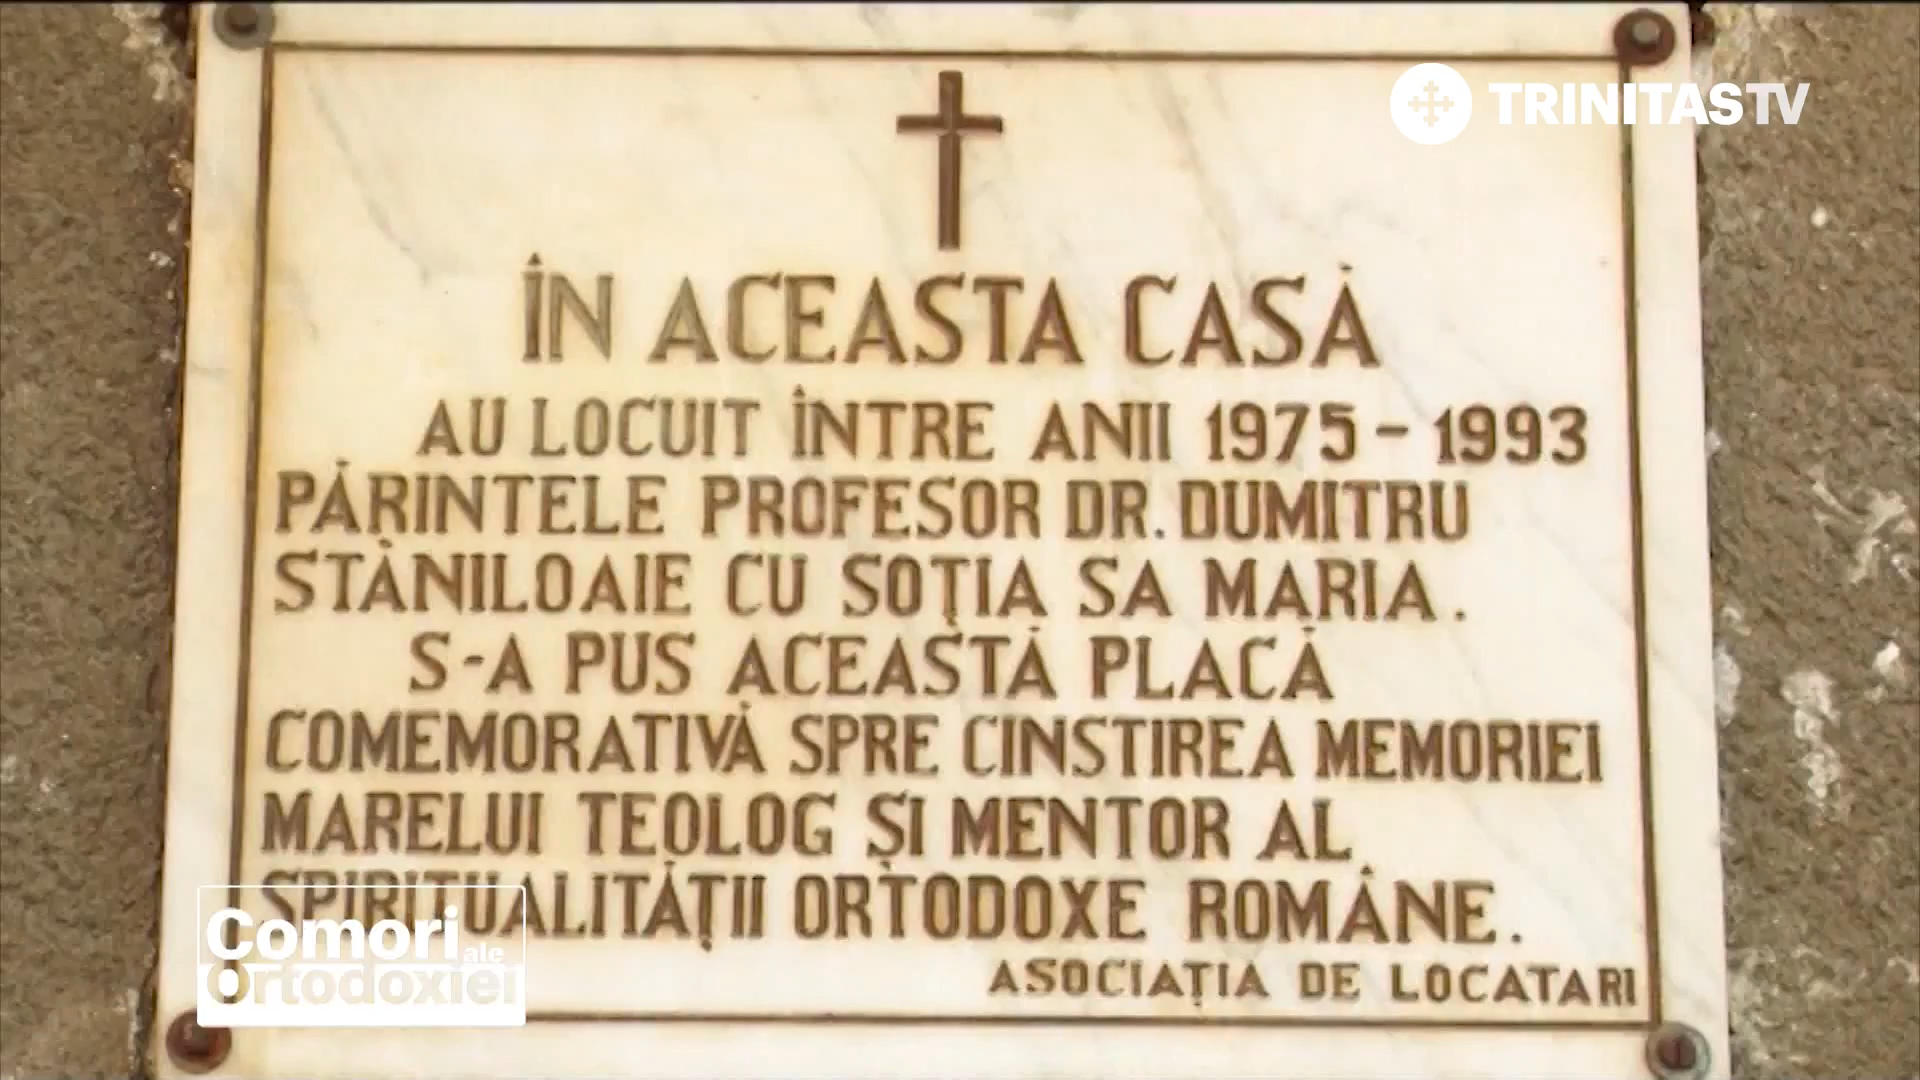 TRINITASTV
ÎN ACEASTA CASĂ
AU LOCUIT ÎNTRE ANII 1975 - 1993
PĂRINTELE PROFESOR DR. DUMITRU
STĂNILOAIE CU SOȚIA SA MARIA.
S-A PUS ACEASTĂ PLACĂ
COMEMORATIVĂ SPRE CINSTIREA MEMORIEI
MARELUI TEOLOG ȘI MENTOR AL
SPIRITUALITĂȚII ORTODOXE ROMÂNE.
ASOCIAȚIA DE LOCATARI
Comori ale
Ortodoxiei